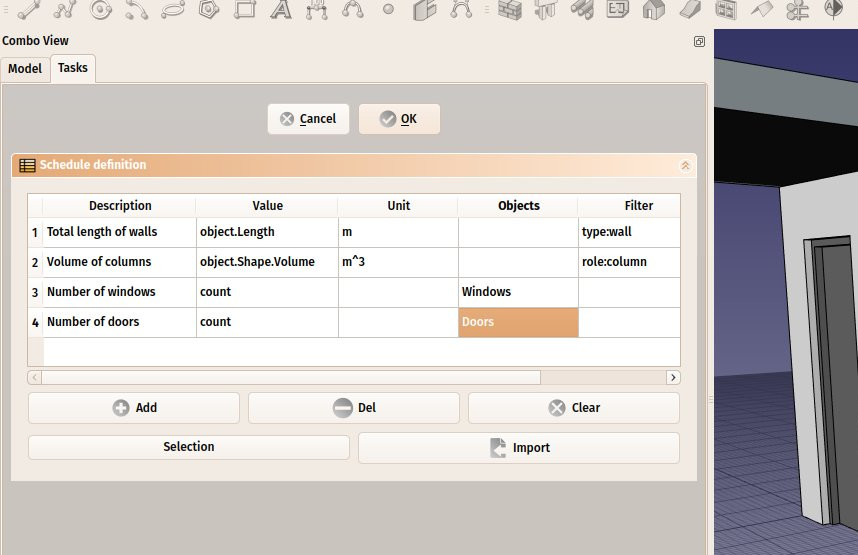 Combo View
Model Tasks
Cancel OK
Schedule definition
Description Value Unit Objects Filter
1 Total length of walls object.Length m type:wall
2 Volume of columns object.Shape.Volume m^3 role:column
3 Number of windows count Windows
4 Number of doors count Doors
Add Del Clear
Selection Import